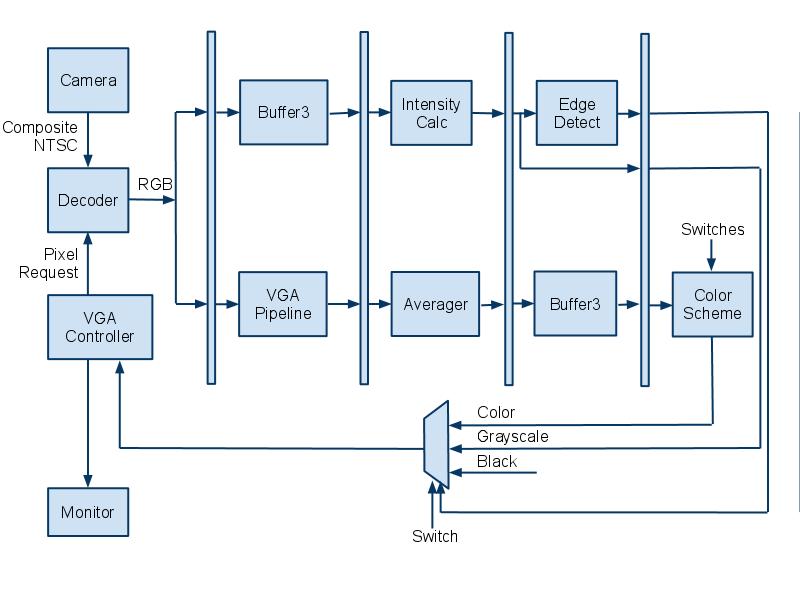 Camera
Composite
NTSC
Decoder
RGB
Pixel
Request
VGA
Controller
Monitor
Buffer3
Intensity
Calc
Edge
Detect
VGA
Pipeline
Averager
Buffer3
Switches
Color
Scheme
Color
Grayscale
Black
Switch